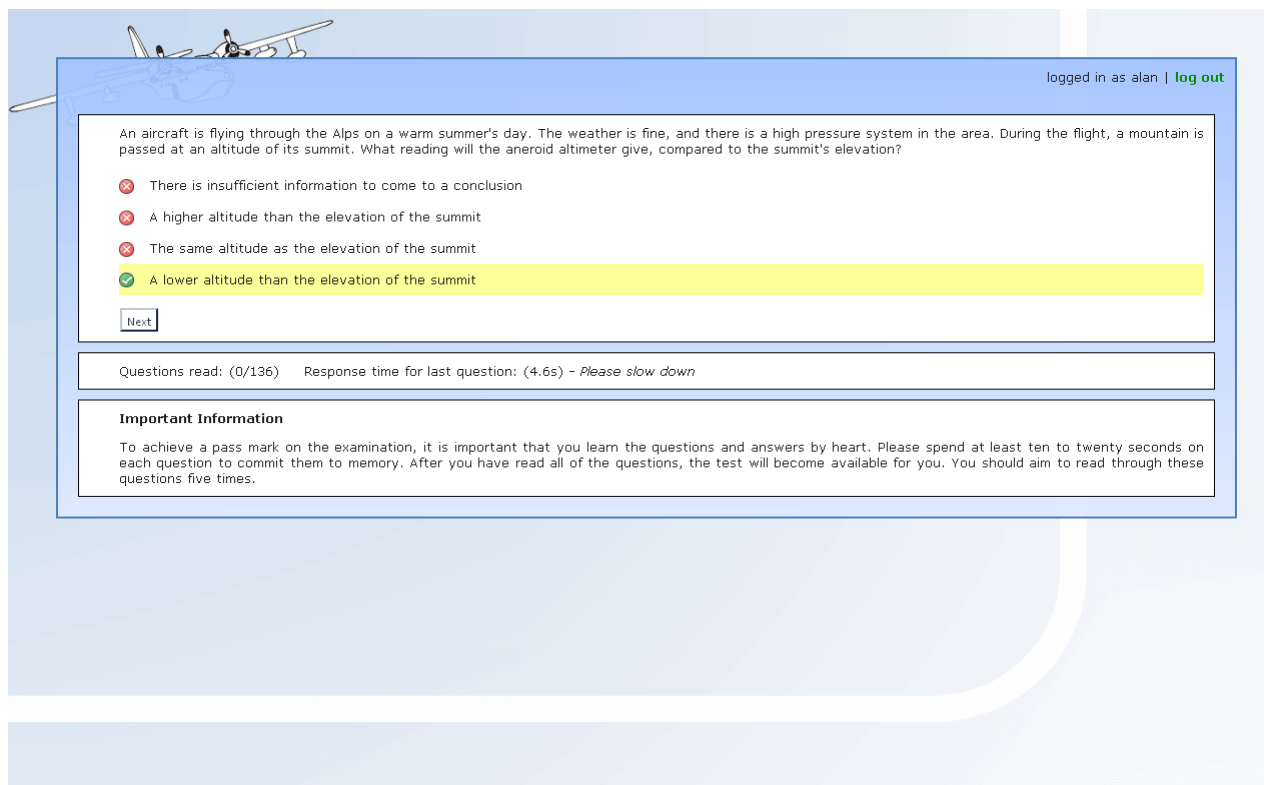 logged in as alan | log out
An aircraft is flying through the Alps on a warm summer's day. The weather is fine, and there is a high pressure system in the area. During the flight, a mountain is
passed at an altitude of its summit. What reading will the aneroid altimeter give, compared to the summit's elevation?
There is insufficient information to come to a conclusion
A higher altitude than the elevation of the summit
The same altitude as the elevation of the summit
A lower altitude than the elevation of the summit
Next
Questions read: (0/136) Response time for last question: (4.6s) - Please slow down
Important Information
To achieve a pass mark on the examination, it is important that you learn the questions and answers by heart. Please spend at least ten to twenty seconds on
each question to commit them to memory. After you have read all of the questions, the test will become available for you. You should aim to read through these
questions five times.